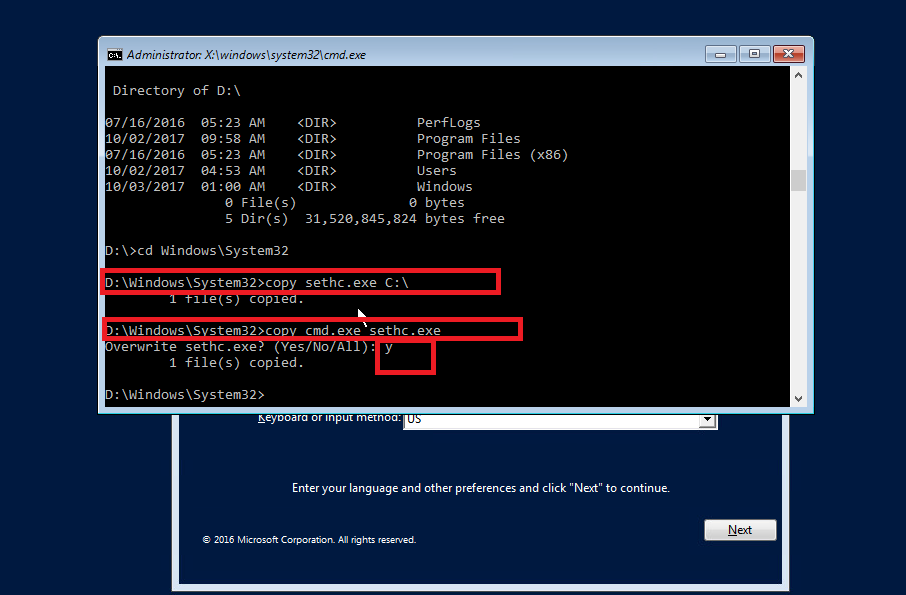 Administrator: X:\windows\system32\cmd.exe
Directory of D:\
07/16/2016 05:23 AM <DIR> PerfLogs
10/02/2017 09:58 AM <DIR> Program Files
07/16/2016 05:23 AM <DIR> Program Files (x86)
10/02/2017 04:53 AM <DIR> Users
10/03/2017 01:00 AM <DIR> Windows
0 File(s) 0 bytes
5 Dir(s) 31,520,845,824 bytes free
D:\>cd Windows\System32
D:\Windows\System32>copy sethc.exe C:\
1 file(s) copied.
D:\Windows\System32>copy cmd.exe sethc.exe
Overwrite sethc.exe? (Yes/No/All): y
1 file(s) copied.
D:\Windows\System32>
Keyboard or input method: US
Enter your language and other preferences and click "Next" to continue.
Next
© 2016 Microsoft Corporation. All rights reserved.